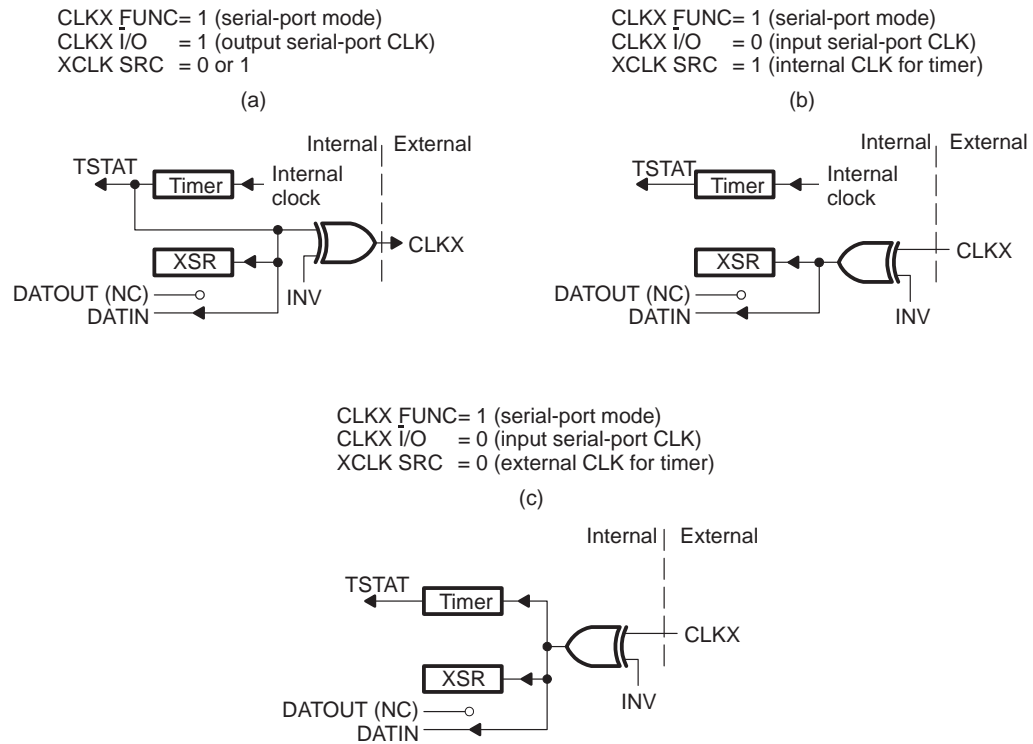 CLKX FUNC= 1 (serial-port mode)
CLKX I/O = 1 (output serial-port CLK)
XCLK SRC = 0 or 1
(a)
Internal External
TSTAT
Timer
Internal
clock
XSR
CLKX
DATOUT (NC)
INV
DATIN
CLKX FUNC= 1 (serial-port mode)
CLKX I/O = 0 (input serial-port CLK)
XCLK SRC = 1 (internal CLK for timer)
(b)
Internal External
TSTAT
Timer
Internal
clock
XSR
CLKX
DATOUT (NC)
INV
DATIN
CLKX FUNC= 1 (serial-port mode)
CLKX I/O = 0 (input serial-port CLK)
XCLK SRC = 0 (external CLK for timer)
(c)
Internal External
TSTAT
Timer
CLKX
XSR
INV
DATOUT (NC)
DATIN